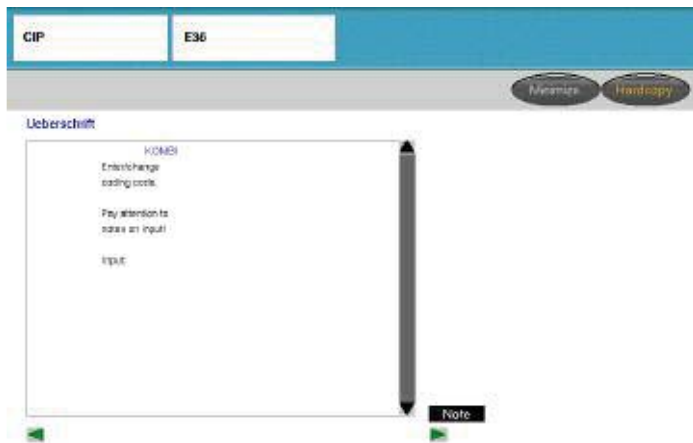 CIP E36
Minimize Hardcopy
Ueberschrift
KOMBI
Enter/change
coding code.
Pay attention to
notes on input!
Input:
Note